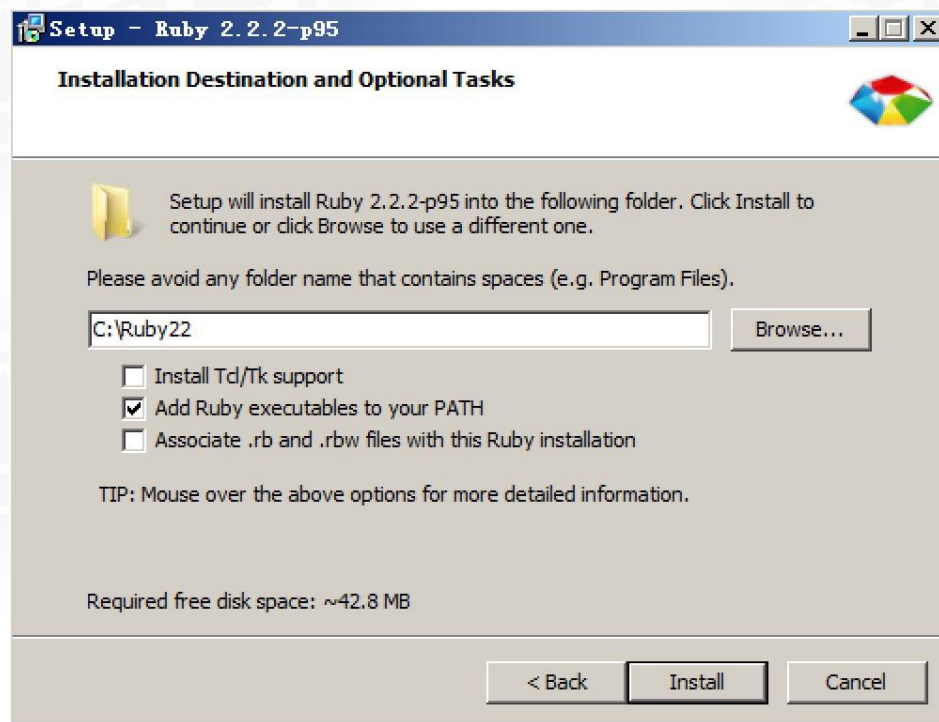 Setup - Ruby 2.2.2-p95
Installation Destination and Optional Tasks
Setup will install Ruby 2.2.2-p95 into the following folder. Click Install to
continue or click Browse to use a different one.
Please avoid any folder name that contains spaces (e.g. Program Files).
C:\Ruby22
Browse...
Install Tcl/Tk support
Add Ruby executables to your PATH
Associate .rb and .rbw files with this Ruby installation
TIP: Mouse over the above options for more detailed information.
Required free disk space: ~42.8 MB
< Back
Install
Cancel